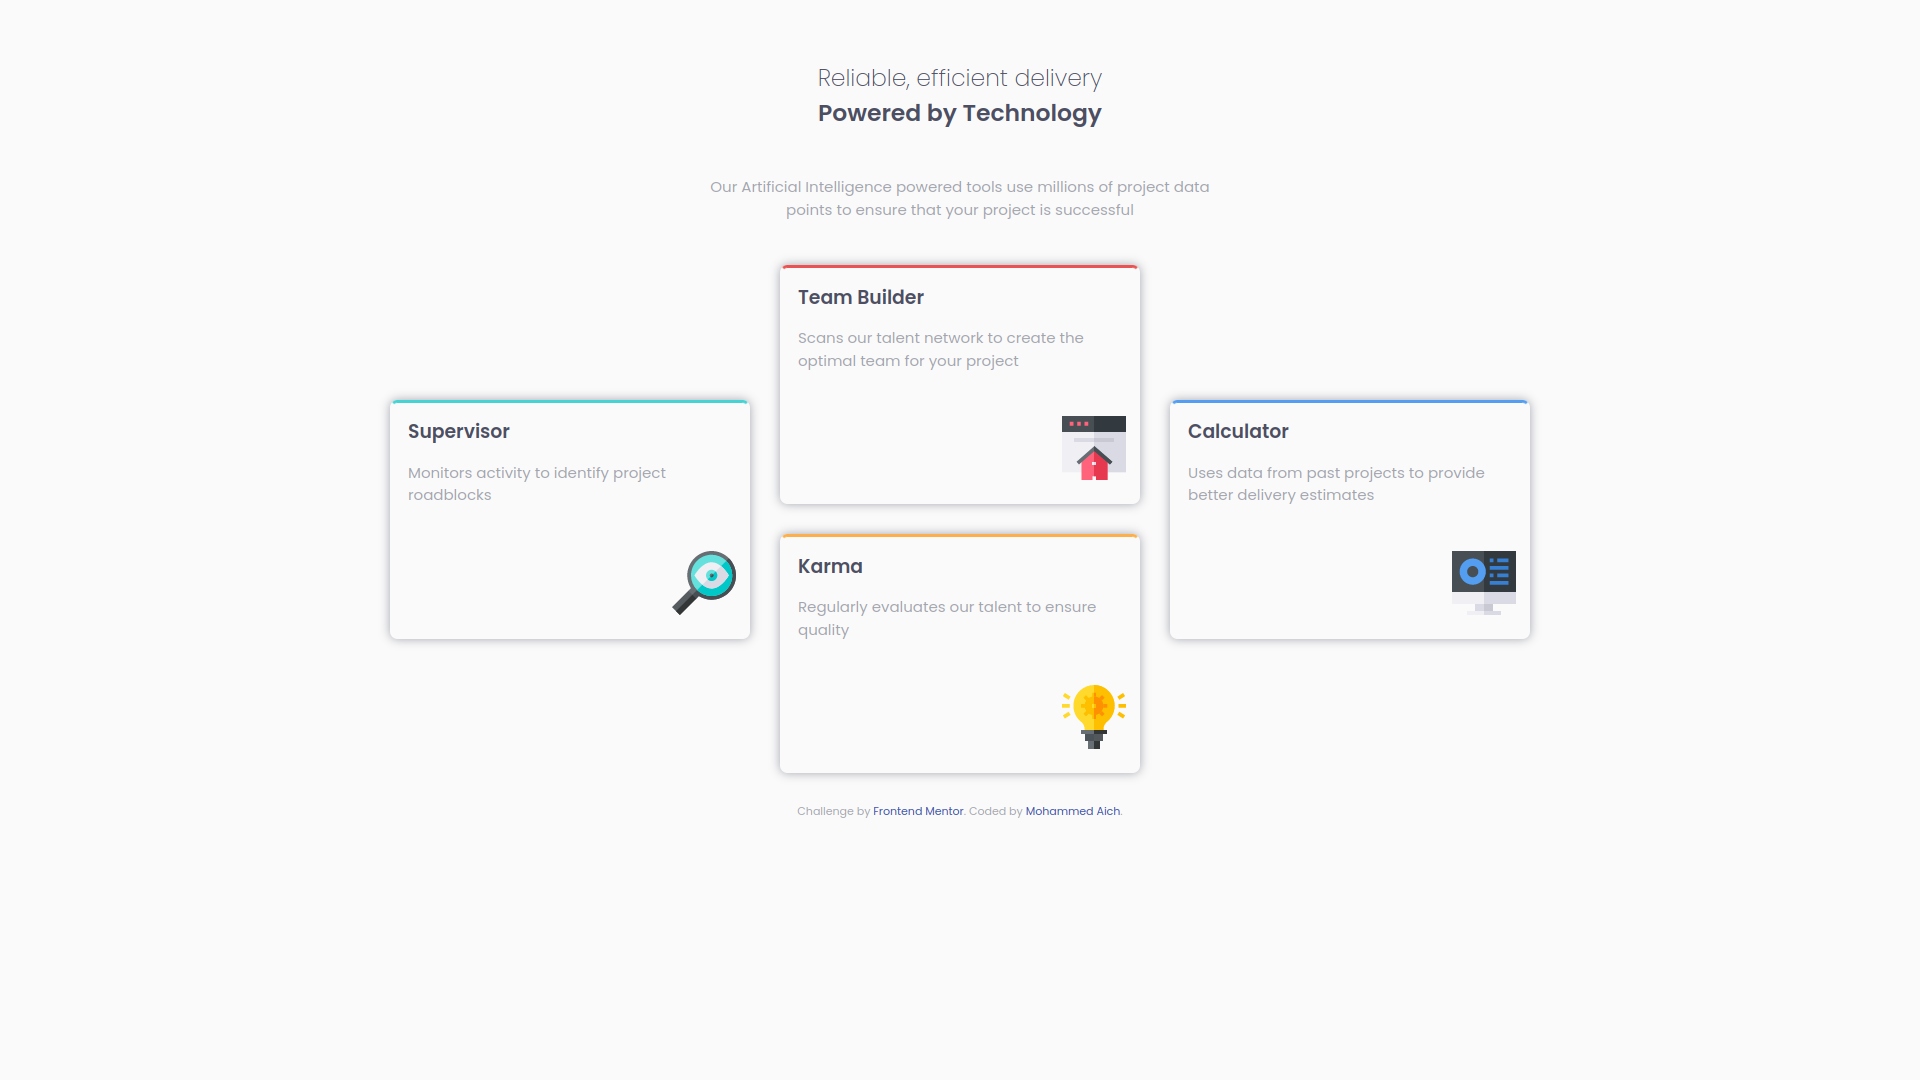 Reliable, efficient delivery
Powered by Technology
Our Artificial Intelligence powered tools use millions of project data
points to ensure that your project is successful
Supervisor
Monitors activity to identify project
roadblocks
Team Builder
Scans our talent network to create the
optimal team for your project
Karma
Regularly evaluates our talent to ensure
quality
Calculator
Uses data from past projects to provide
better delivery estimates
Challenge by Frontend Mentor. Coded by Mohammed Aich.